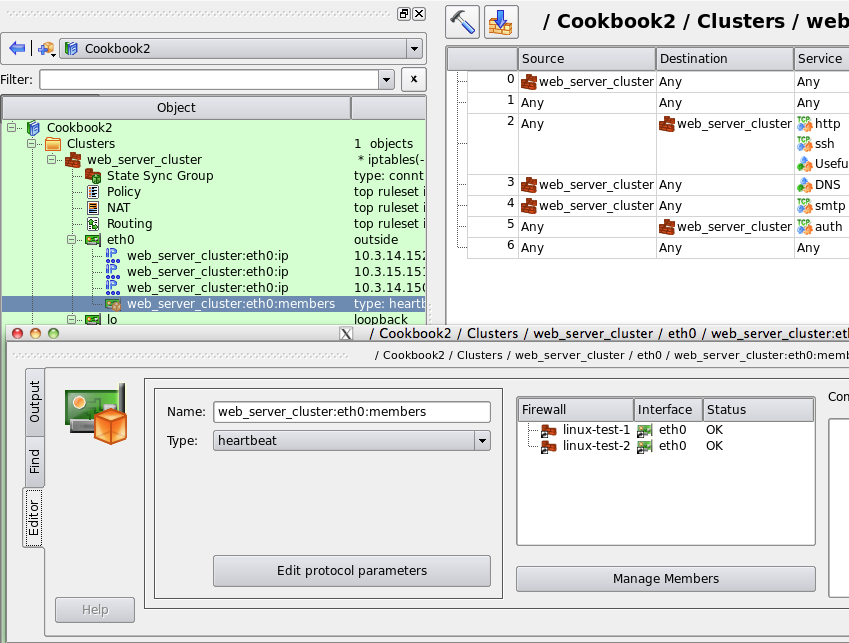 / Cookbook2 / Clusters / web
Cookbook2
Filter:
x
Object
Cookbook2
Clusters 1 objects
web_server_cluster * iptables(-
State Sync Group type: connt
Policy top ruleset i
NAT top ruleset i
Routing top ruleset i
eth0 outside
web_server_cluster:eth0:ip 10.3.14.152
web_server_cluster:eth0:ip 10.3.15.151
web_server_cluster:eth0:ip 10.3.14.150
web_server_cluster:eth0:members type: heartb
lo loopback
Source Destination Service
0 web_server_cluster Any Any
1 Any Any Any
2 Any web_server_cluster TCP http
TCP ssh
Usefu
3 web_server_cluster Any DNS
4 web_server_cluster Any TCP smtp
5 Any web_server_cluster TCP auth
6 Any Any Any
X / Cookbook2 / Clusters / web_server_cluster / eth0 / web_server_cluster:et
/ Cookbook2 / Clusters / web_server_cluster / eth0 / web_server_cluster:eth0:memb
Output
Find
Editor
Name: web_server_cluster:eth0:members
Type: heartbeat
Edit protocol parameters
Help
Firewall Interface Status
linux-test-1 eth0 OK
linux-test-2 eth0 OK
Manage Members
Co